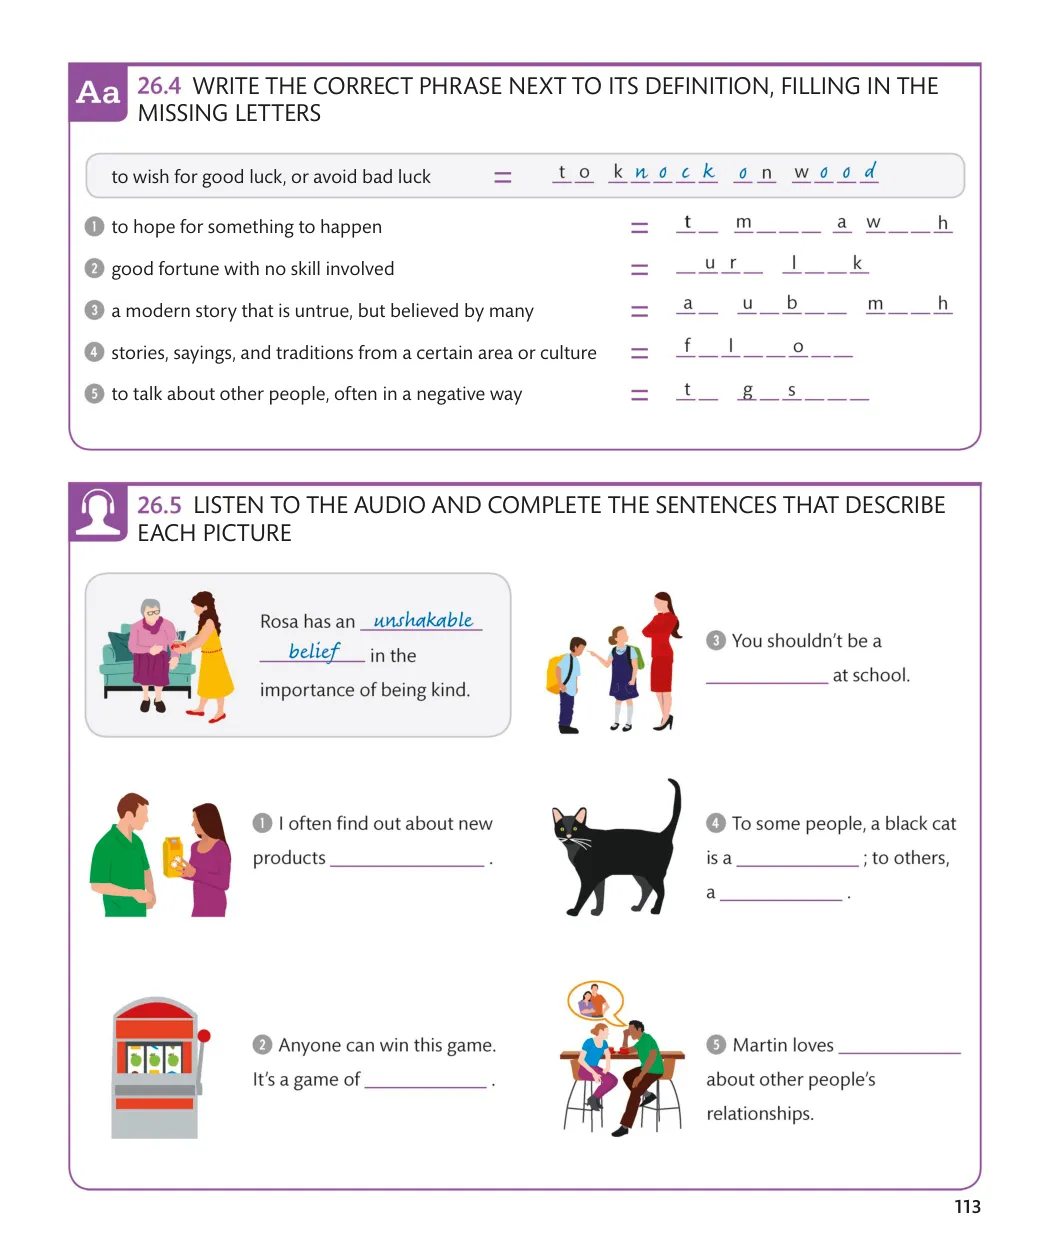 Aa
26.4 WRITE THE CORRECT PHRASE NEXT TO ITS DEFINITION, FILLING IN THE
MISSING LETTERS
to wish for good luck, or avoid bad luck = t o k n o c k o n w o o d
1 to hope for something to happen = t _ m _ _ _ a w _ _ h
2 good fortune with no skill involved = _ u r _ l _ _ k
3 a modern story that is untrue, but believed by many = a _ u _ b _ _ m _ _ h
4 stories, sayings, and traditions from a certain area or culture = f _ l _ _ o _ _
5 to talk about other people, often in a negative way = t _ g _ s _ _ _
26.5 LISTEN TO THE AUDIO AND COMPLETE THE SENTENCES THAT DESCRIBE
EACH PICTURE
Rosa has an unshakable
belief in the
importance of being kind.
3 You shouldn't be a
____________ at school.
1 I often find out about new
products _______________ .
4 To some people, a black cat
is a ____________ ; to others,
a ____________ .
2 Anyone can win this game.
It's a game of ____________ .
5 Martin loves ____________
about other people's
relationships.
113